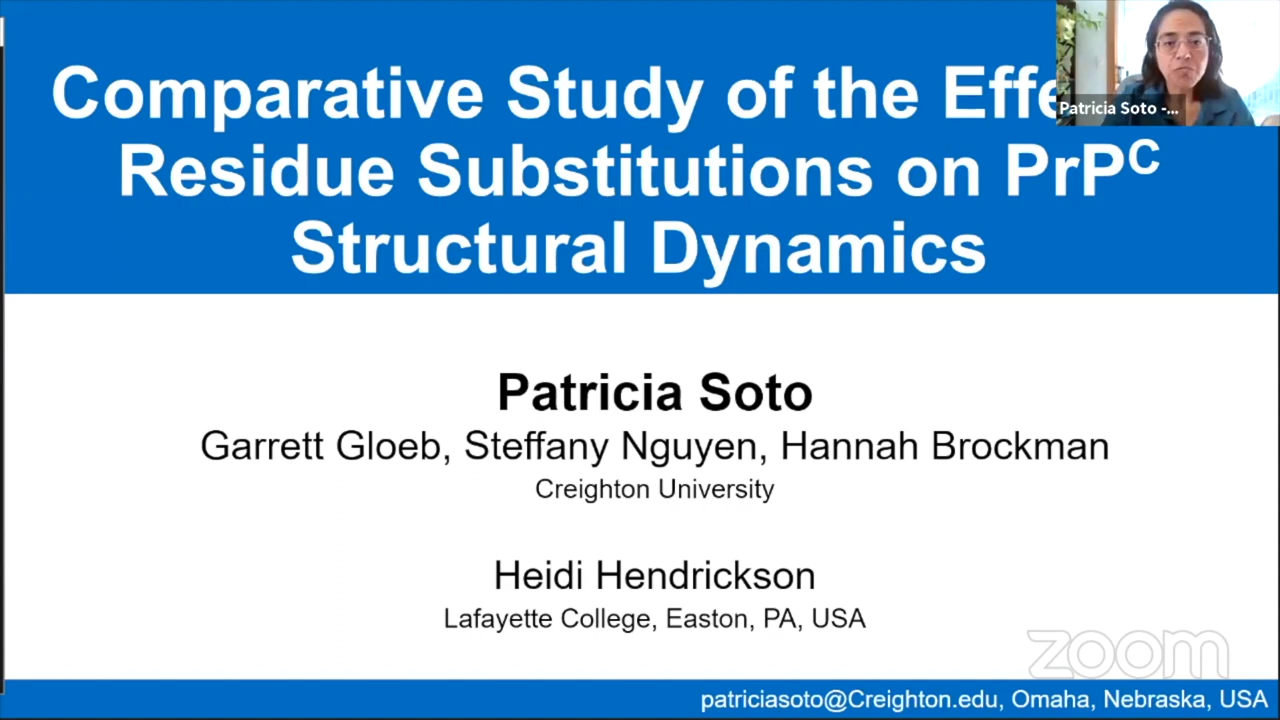 Comparative Study of the Effe
Patricia Soto -...
Residue Substitutions on PrPᶜ
Structural Dynamics
Patricia Soto
Garrett Gloeb, Steffany Nguyen, Hannah Brockman
Creighton University
Heidi Hendrickson
Lafayette College, Easton, PA, USA
zoom
patriciasoto@Creighton.edu, Omaha, Nebraska, USA